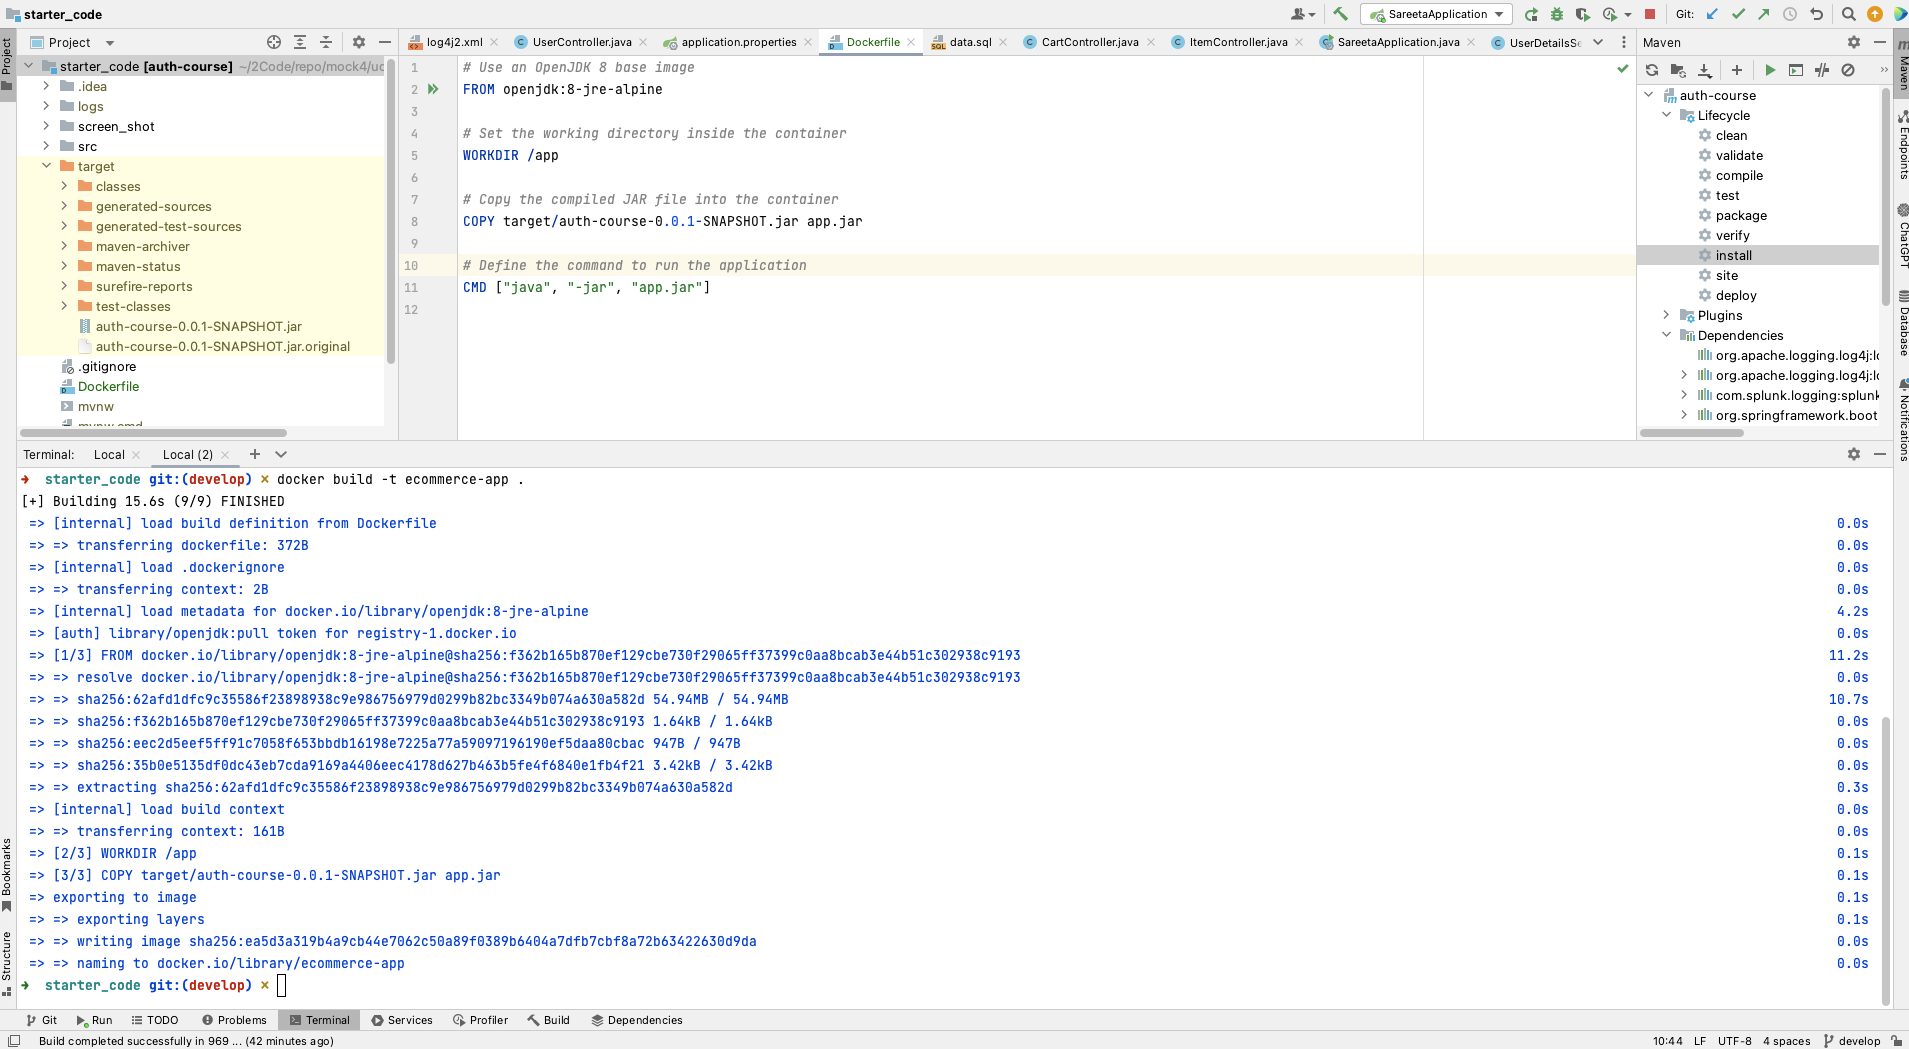 starter_code
SareetaApplication
Git:
Project
Project
starter_code [auth-course] ~/2Code/repo/mock4/
.idea
logs
screen_shot
src
target
classes
generated-sources
generated-test-sources
maven-archiver
maven-status
surefire-reports
test-classes
auth-course-0.0.1-SNAPSHOT.jar
auth-course-0.0.1-SNAPSHOT.jar.original
.gitignore
Dockerfile
mvnw
mvnw.cmd
log4j2.xml
UserController.java
application.properties
Dockerfile
data.sql
CartController.java
ItemController.java
SareetaApplication.java
UserDetailsSe
1 # Use an OpenJDK 8 base image
2 FROM openjdk:8-jre-alpine
3
4 # Set the working directory inside the container
5 WORKDIR /app
6
7 # Copy the compiled JAR file into the container
8 COPY target/auth-course-0.0.1-SNAPSHOT.jar app.jar
9
10 # Define the command to run the application
11 CMD ["java", "-jar", "app.jar"]
12
Maven
auth-course
Lifecycle
clean
validate
compile
test
package
verify
install
site
deploy
Plugins
Dependencies
org.apache.logging.log4j:lo
org.apache.logging.log4j:lo
com.splunk.logging:splunk
org.springframework.boot
Maven
Endpoints
ChatGPT
Database
Notifications
Terminal: Local Local (2)
starter_code git:(develop) × docker build -t ecommerce-app .
[+] Building 15.6s (9/9) FINISHED
=> [internal] load build definition from Dockerfile 0.0s
=> => transferring dockerfile: 372B 0.0s
=> [internal] load .dockerignore 0.0s
=> => transferring context: 2B 0.0s
=> [internal] load metadata for docker.io/library/openjdk:8-jre-alpine 4.2s
=> [auth] library/openjdk:pull token for registry-1.docker.io 0.0s
=> [1/3] FROM docker.io/library/openjdk:8-jre-alpine@sha256:f362b165b870ef129cbe730f29065ff37399c0aa8bcab3e44b51c302938c9193 11.2s
=> => resolve docker.io/library/openjdk:8-jre-alpine@sha256:f362b165b870ef129cbe730f29065ff37399c0aa8bcab3e44b51c302938c9193 0.0s
=> => sha256:62afd1dfc9c35586f23898938c9e986756979d0299b82bc3349b074a630a582d 54.94MB / 54.94MB 10.7s
=> => sha256:f362b165b870ef129cbe730f29065ff37399c0aa8bcab3e44b51c302938c9193 1.64kB / 1.64kB 0.0s
=> => sha256:eec2d5eef5ff91c7058f653bbdb16198e7225a77a59097196190ef5daa80cbac 947B / 947B 0.0s
=> => sha256:35b0e5135df0dc43eb7cda9169a4406eec4178d627b463b5fe4f6840e1fb4f21 3.42kB / 3.42kB 0.0s
=> => extracting sha256:62afd1dfc9c35586f23898938c9e986756979d0299b82bc3349b074a630a582d 0.3s
=> [internal] load build context 0.0s
=> => transferring context: 161B 0.0s
=> [2/3] WORKDIR /app 0.1s
=> [3/3] COPY target/auth-course-0.0.1-SNAPSHOT.jar app.jar 0.1s
=> exporting to image 0.1s
=> => exporting layers 0.1s
=> => writing image sha256:ea5d3a319b4a9cb44e7062c50a89f0389b6404a7dfb7cbf8a72b63422630d9da 0.0s
=> => naming to docker.io/library/ecommerce-app 0.0s
starter_code git:(develop) ×
Bookmarks
Structure
Git Run TODO Problems Terminal Services Profiler Build Dependencies
Build completed successfully in 969 ... (42 minutes ago)
10:44 LF UTF-8 4 spaces develop